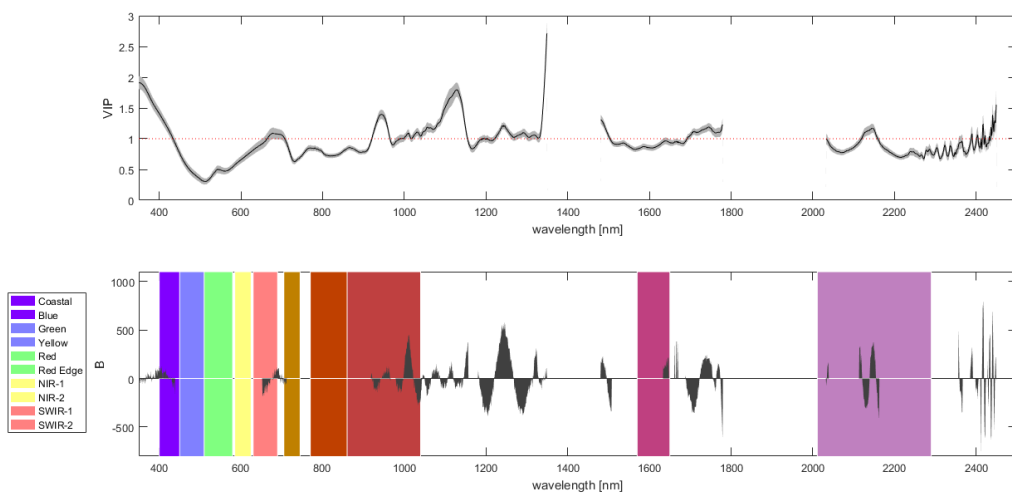 3
2.5
2
1.5
1
0.5
0
VIP
400 600 800 1000 1200 1400 1600 1800 2000 2200 2400
wavelength [nm]
Coastal
Blue
Green
Yellow
Red
Red Edge
NIR-1
NIR-2
SWIR-1
SWIR-2
1000
500
0
-500
B
400 600 800 1000 1200 1400 1600 1800 2000 2200 2400
wavelength [nm]